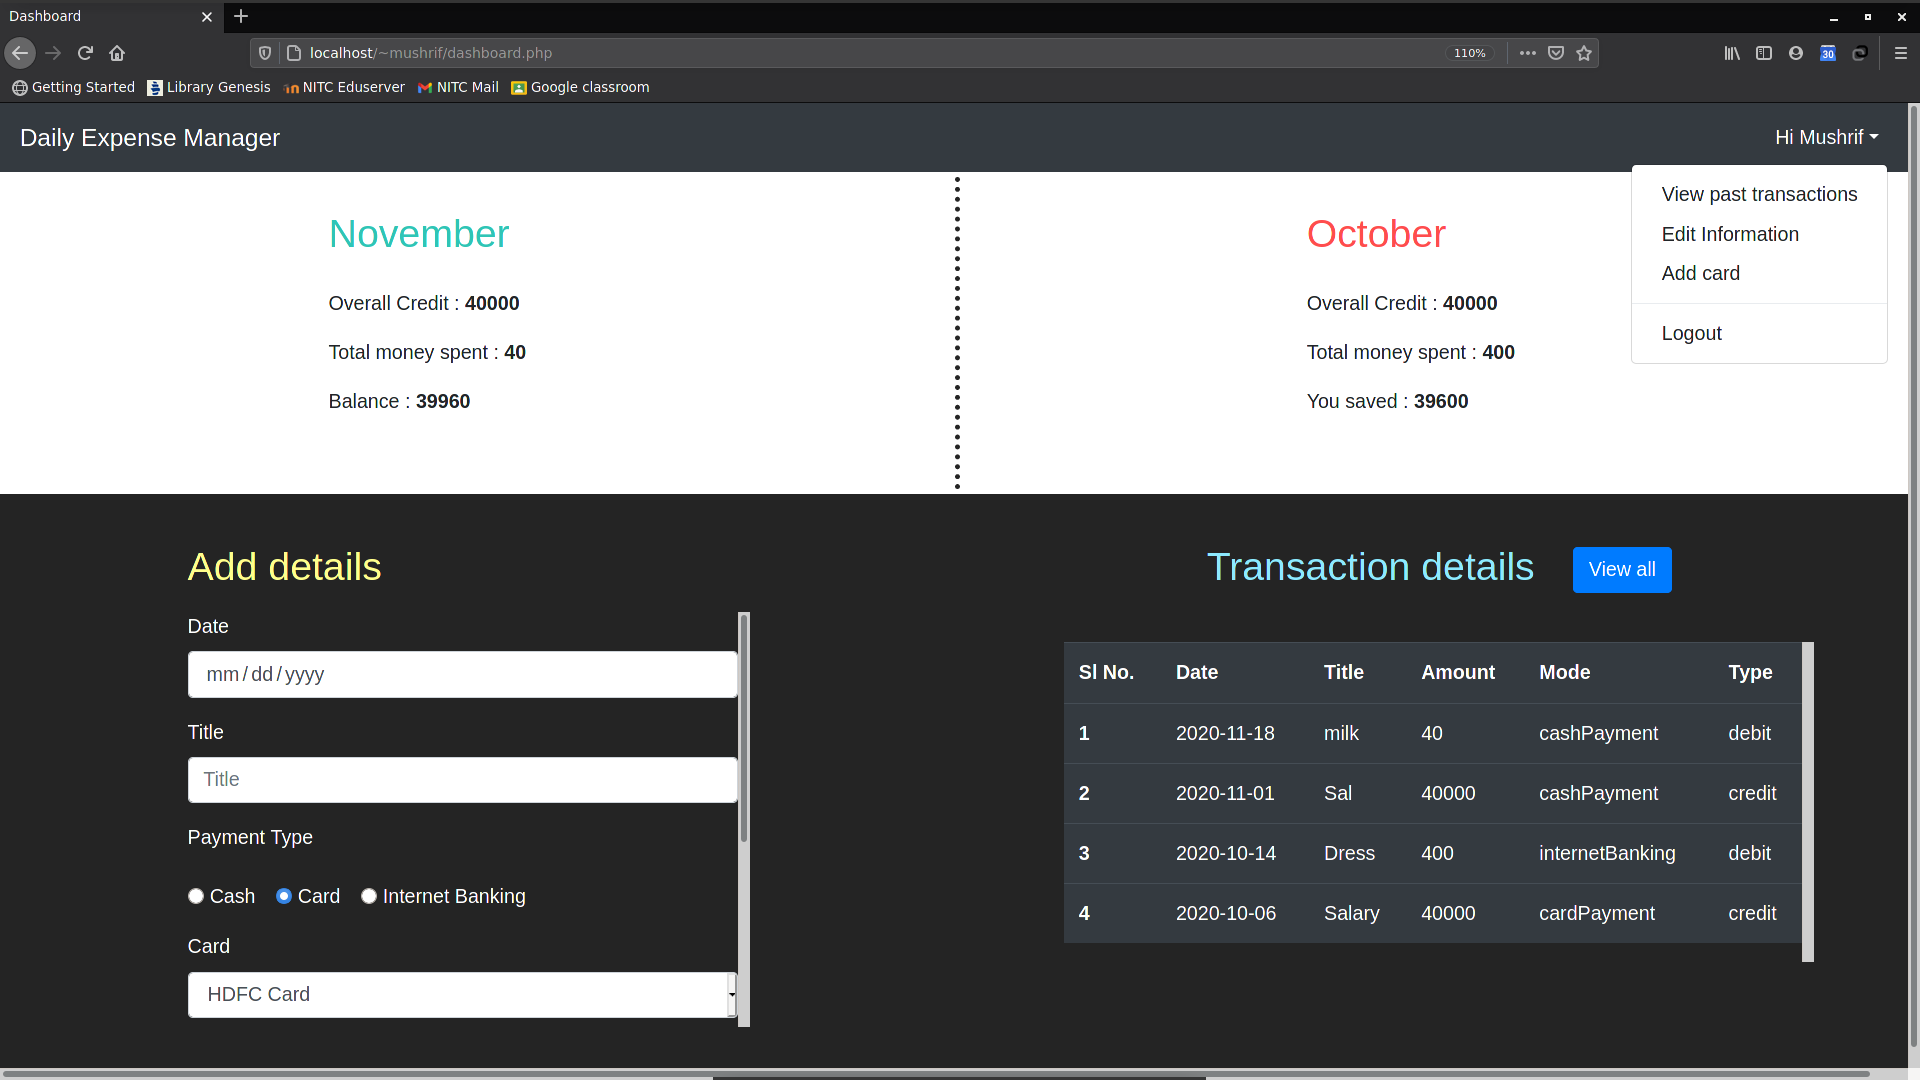 Dashboard
localhost/~mushrif/dashboard.php
110%
30
Getting Started
Library Genesis
NITC Eduserver
NITC Mail
Google classroom
Daily Expense Manager
Hi Mushrif
View past transactions
Edit Information
Add card
Logout
November
Overall Credit : 40000
Total money spent : 40
Balance : 39960
October
Overall Credit : 40000
Total money spent : 400
You saved : 39600
Add details
Date
mm/dd/yyyy
Title
Title
Payment Type
Cash Card Internet Banking
Card
HDFC Card
Transaction details
View all
Sl No. Date Title Amount Mode Type
1 2020-11-18 milk 40 cashPayment debit
2 2020-11-01 Sal 40000 cashPayment credit
3 2020-10-14 Dress 400 internetBanking debit
4 2020-10-06 Salary 40000 cardPayment credit